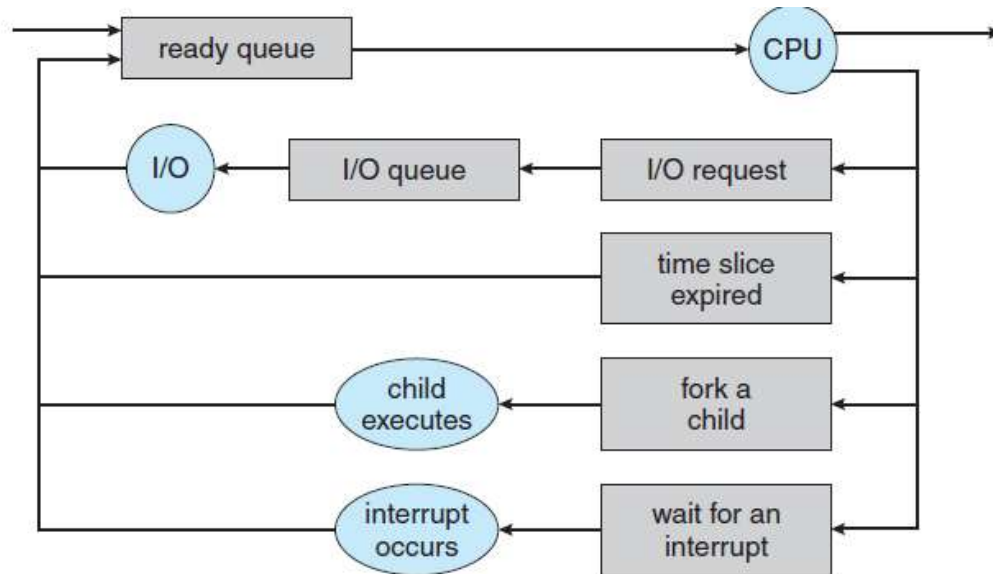 ready queue
CPU
I/O
I/O queue
I/O request
time slice
expired
child
executes
fork a
child
interrupt
occurs
wait for an
interrupt